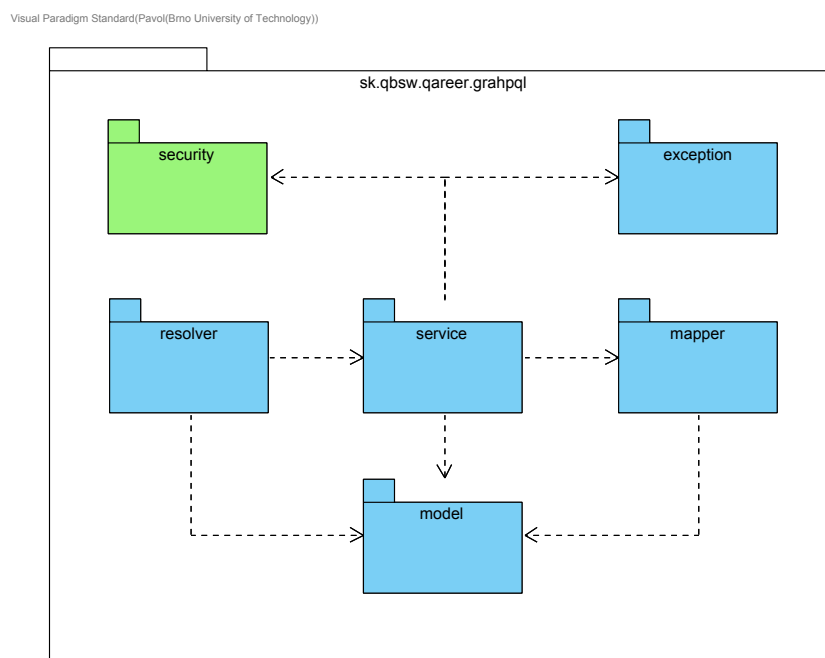 Visual Paradigm Standard(Pavol(Brno University of Technology))
sk.qbsw.qareer.grahpql
security
exception
resolver
service
mapper
model